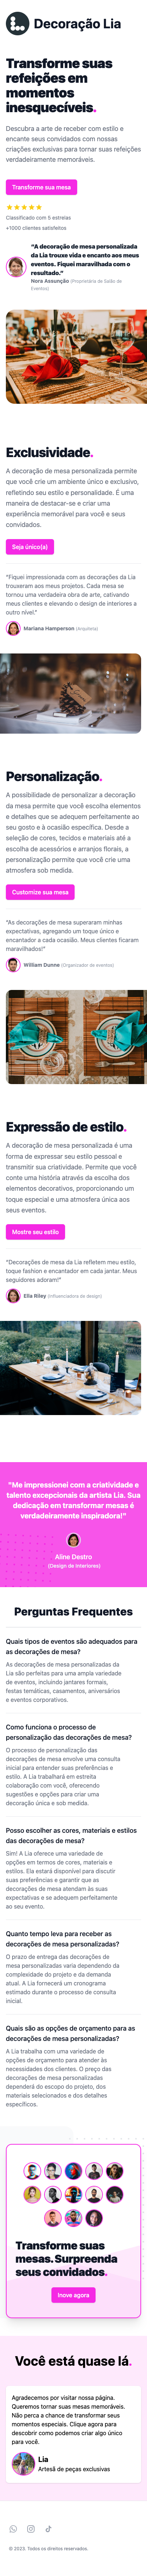 Decoração Lia
Transforme suas
refeições em
momentos
inesquecíveis.
Descubra a arte de receber com estilo e
encante seus convidados com nossas
criações exclusivas para tornar suas refeições
verdadeiramente memoráveis.
Transforme sua mesa
Classificado com 5 estrelas
+1000 clientes satisfeitos
"A decoração de mesa personalizada
da Lia trouxe vida e encanto aos meus
eventos. Fiquei maravilhada com o
resultado."
Nora Assunção (Proprietária de Salão de
Eventos)
Exclusividade.
A decoração de mesa personalizada permite
que você crie um ambiente único e exclusivo,
refletindo seu estilo e personalidade. É uma
maneira de destacar-se e criar uma
experiência memorável para você e seus
convidados.
Seja único(a)
"Fiquei impressionada com as decorações da Lia
trouxeram aos meus projetos. Cada mesa se
tornou uma verdadeira obra de arte, cativando
meus clientes e elevando o design de interiores a
outro nível."
Mariana Hamperson (Arquiteta)
Personalização.
A possibilidade de personalizar a decoração
da mesa permite que você escolha elementos
e detalhes que se adequem perfeitamente ao
seu gosto e à ocasião específica. Desde a
seleção de cores, tecidos e materiais até a
escolha de acessórios e arranjos florais, a
personalização permite que você crie uma
atmosfera sob medida.
Customize sua mesa
"As decorações de mesa superaram minhas
expectativas, agregando um toque único e
encantador a cada ocasião. Meus clientes ficaram
maravilhados!"
William Dunne (Organizador de eventos)
Expressão de estilo.
A decoração de mesa personalizada é uma
forma de expressar seu estilo pessoal e
transmitir sua criatividade. Permite que você
conte uma história através da escolha dos
elementos decorativos, proporcionando um
toque especial e uma atmosfera única aos
seus eventos.
Mostre seu estilo
"Decorações de mesa da Lia refletem meu estilo,
toque fashion e encantador em cada jantar. Meus
seguidores adoram!"
Ella Riley (Influenciadora de design)
"Me impressionei com a criatividade e
talento excepcionais da artista Lia. Sua
dedicação em transformar mesas é
verdadeiramente inspiradora!"
Aline Destro
(Design de Interiores)
Perguntas Frequentes
Quais tipos de eventos são adequados para
as decorações de mesa?
As decorações de mesa personalizadas da
Lia são perfeitas para uma ampla variedade
de eventos, incluindo jantares formais,
festas temáticas, casamentos, aniversários
e eventos corporativos.
Como funciona o processo de
personalização das decorações de mesa?
O processo de personalização das
decorações de mesa envolve uma consulta
inicial para entender suas preferências e
estilo. A Lia trabalhará em estreita
colaboração com você, oferecendo
sugestões e opções para criar uma
decoração única e sob medida.
Posso escolher as cores, materiais e estilos
das decorações de mesa?
Sim! A Lia oferece uma variedade de
opções em termos de cores, materiais e
estilos. Ela estará disponível para discutir
suas preferências e garantir que as
decorações de mesa atendam às suas
expectativas e se adequem perfeitamente
ao seu evento.
Quanto tempo leva para receber as
decorações de mesa personalizadas?
O prazo de entrega das decorações de
mesa personalizadas varia dependendo da
complexidade do projeto e da demanda
atual. A Lia fornecerá um cronograma
estimado durante o processo de consulta
inicial.
Quais são as opções de orçamento para as
decorações de mesa personalizadas?
A Lia trabalha com uma variedade de
opções de orçamento para atender às
necessidades dos clientes. O preço das
decorações de mesa personalizadas
dependerá do escopo do projeto, dos
materiais selecionados e dos detalhes
específicos.
Transforme suas
mesas. Surpreenda
seus convidados.
Inove agora
Você está quase lá.
Agradecemos por visitar nossa página.
Queremos tornar suas mesas memoráveis.
Não perca a chance de transformar seus
momentos especiais. Clique agora para
descobrir como podemos criar algo único
para você.
Lia
Artesã de peças exclusivas
© 2023. Todos os direitos reservados.